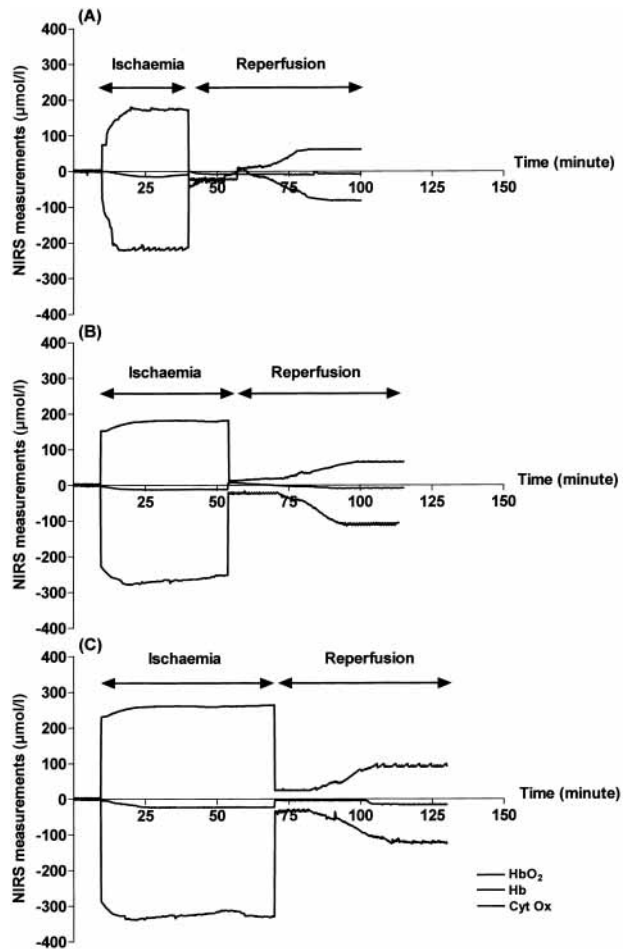 (A)
Ischaemia Reperfusion
400
300
200
100
0
-100
-200
-300
-400
25 50 75 100 125 150
Time (minute)
NIRS measurements (µmol/l)
(B)
Ischaemia Reperfusion
400
300
200
100
0
-100
-200
-300
-400
25 50 75 100 125 150
Time (minute)
NIRS measurements (µmol/l)
(C)
Ischaemia Reperfusion
400
300
200
100
0
-100
-200
-300
-400
25 50 75 100 125 150
Time (minute)
NIRS measurements (µmol/l)
HbO₂
Hb
Cyt Ox